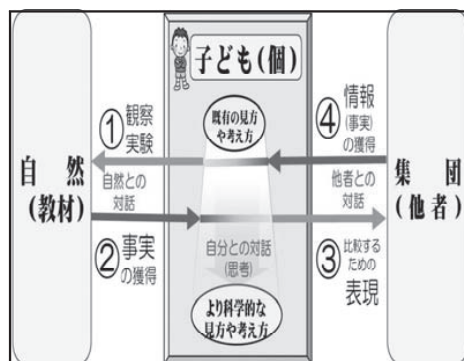 子ども(個)
自然
(教材)
①観察
実験
自然との
対話
②事実
の獲得
既有の見方
や考え方
自分との対話
(思考)
より科学的な
見方や考え方
④情報
(事実)
の獲得
他者との
対話
③比較する
ための
表現
集団
(他者)